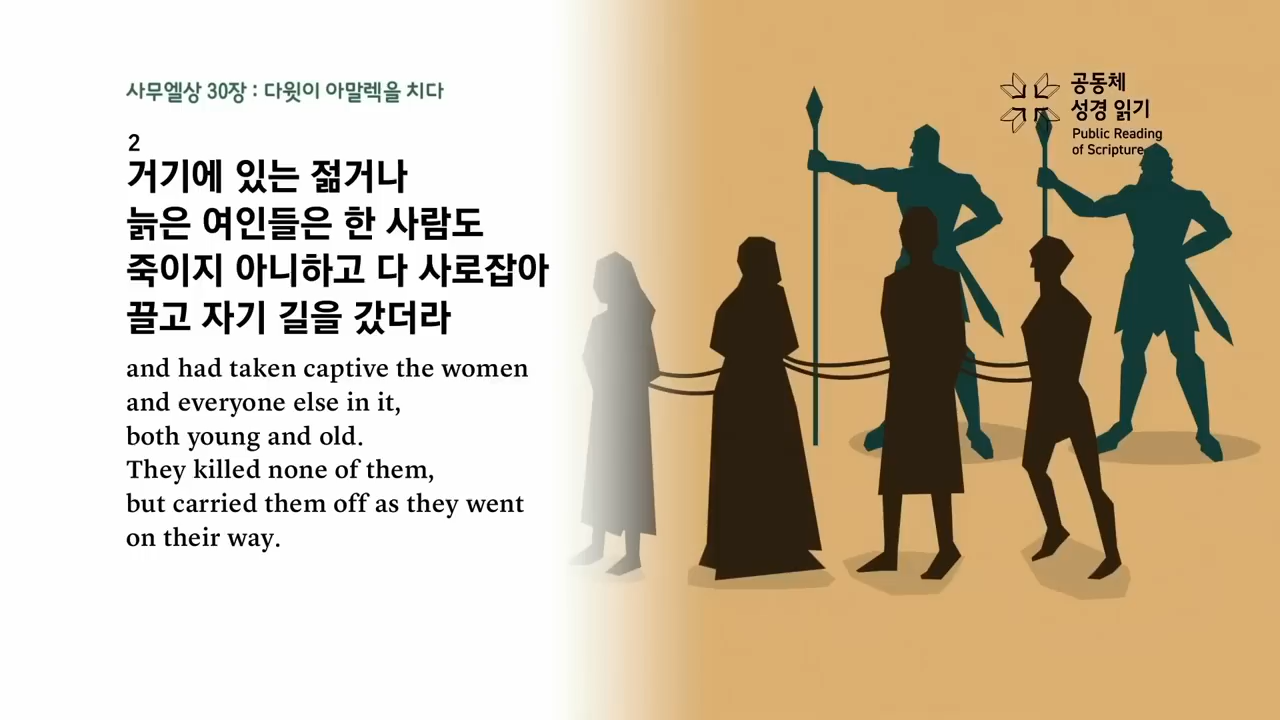 사무엘상 30장 : 다윗이 아말렉을 치다
2
거기에 있는 젊거나
늙은 여인들은 한 사람도
죽이지 아니하고 다 사로잡아
끌고 자기 길을 갔더라
and had taken captive the women
and everyone else in it,
both young and old.
They killed none of them,
but carried them off as they went
on their way.
공동체
성경 읽기
Public Reading
of Scripture